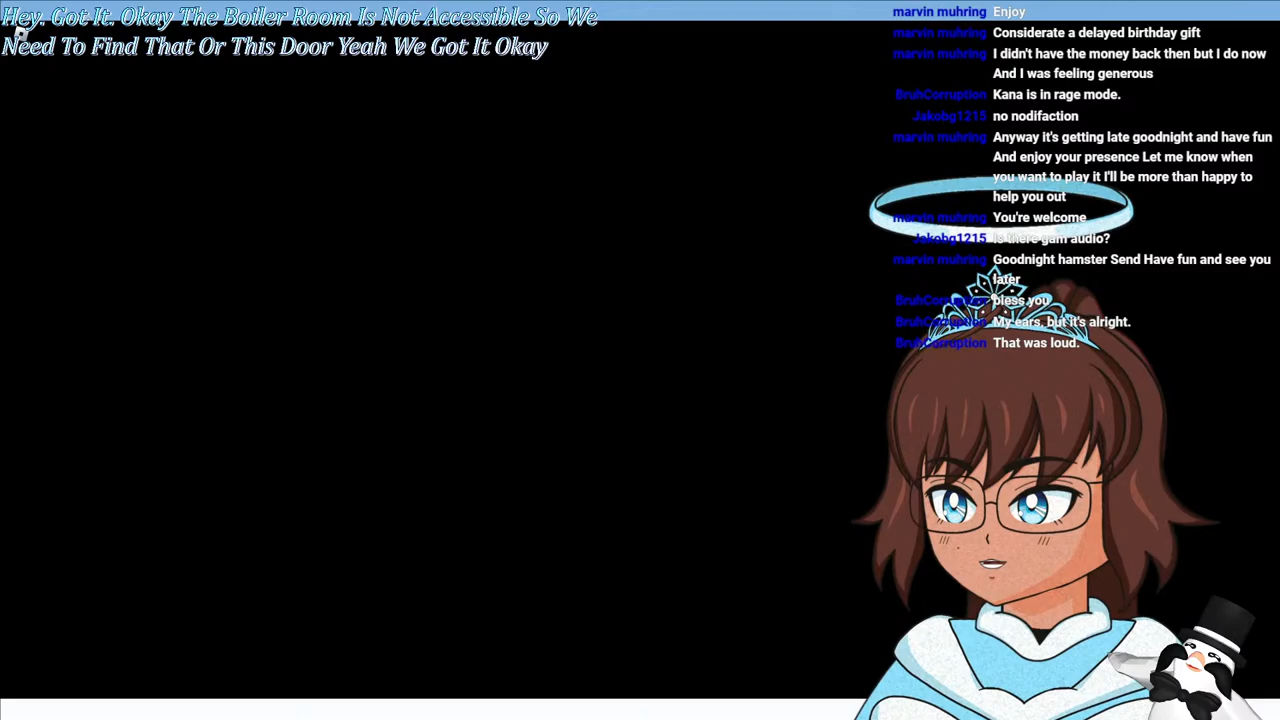 Hey. Got It. Okay The Boiler Room Is Not Accessible So We
Need To Find That Or This Door Yeah We Got It Okay
marvin muhring Enjoy
marvin muhring Considerate a delayed birthday gift
marvin muhring I didn't have the money back then but I do now
And I was feeling generous
BruhCorruption Kana is in rage mode.
Jakobg1215 no nodifaction
marvin muhring Anyway it's getting late goodnight and have fun
And enjoy your presence Let me know when
you want to play it I'll be more than happy to
help you out
marvin muhring You're welcome
Jakobg1215 Is there gam audio?
marvin muhring Goodnight hamster Send Have fun and see you
later
BruhCorruption bless you
BruhCorruption My ears, but it's alright.
BruhCorruption That was loud.